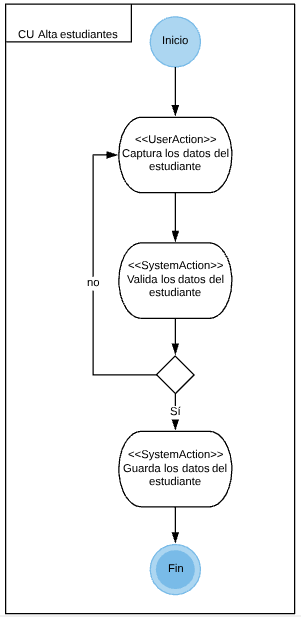 CU Alta estudiantes
Inicio
<<UserAction>>
Captura los datos del
estudiante
<<SystemAction>>
Valida los datos del
estudiante
no
Sí
<<SystemAction>>
Guarda los datos del
estudiante
Fin